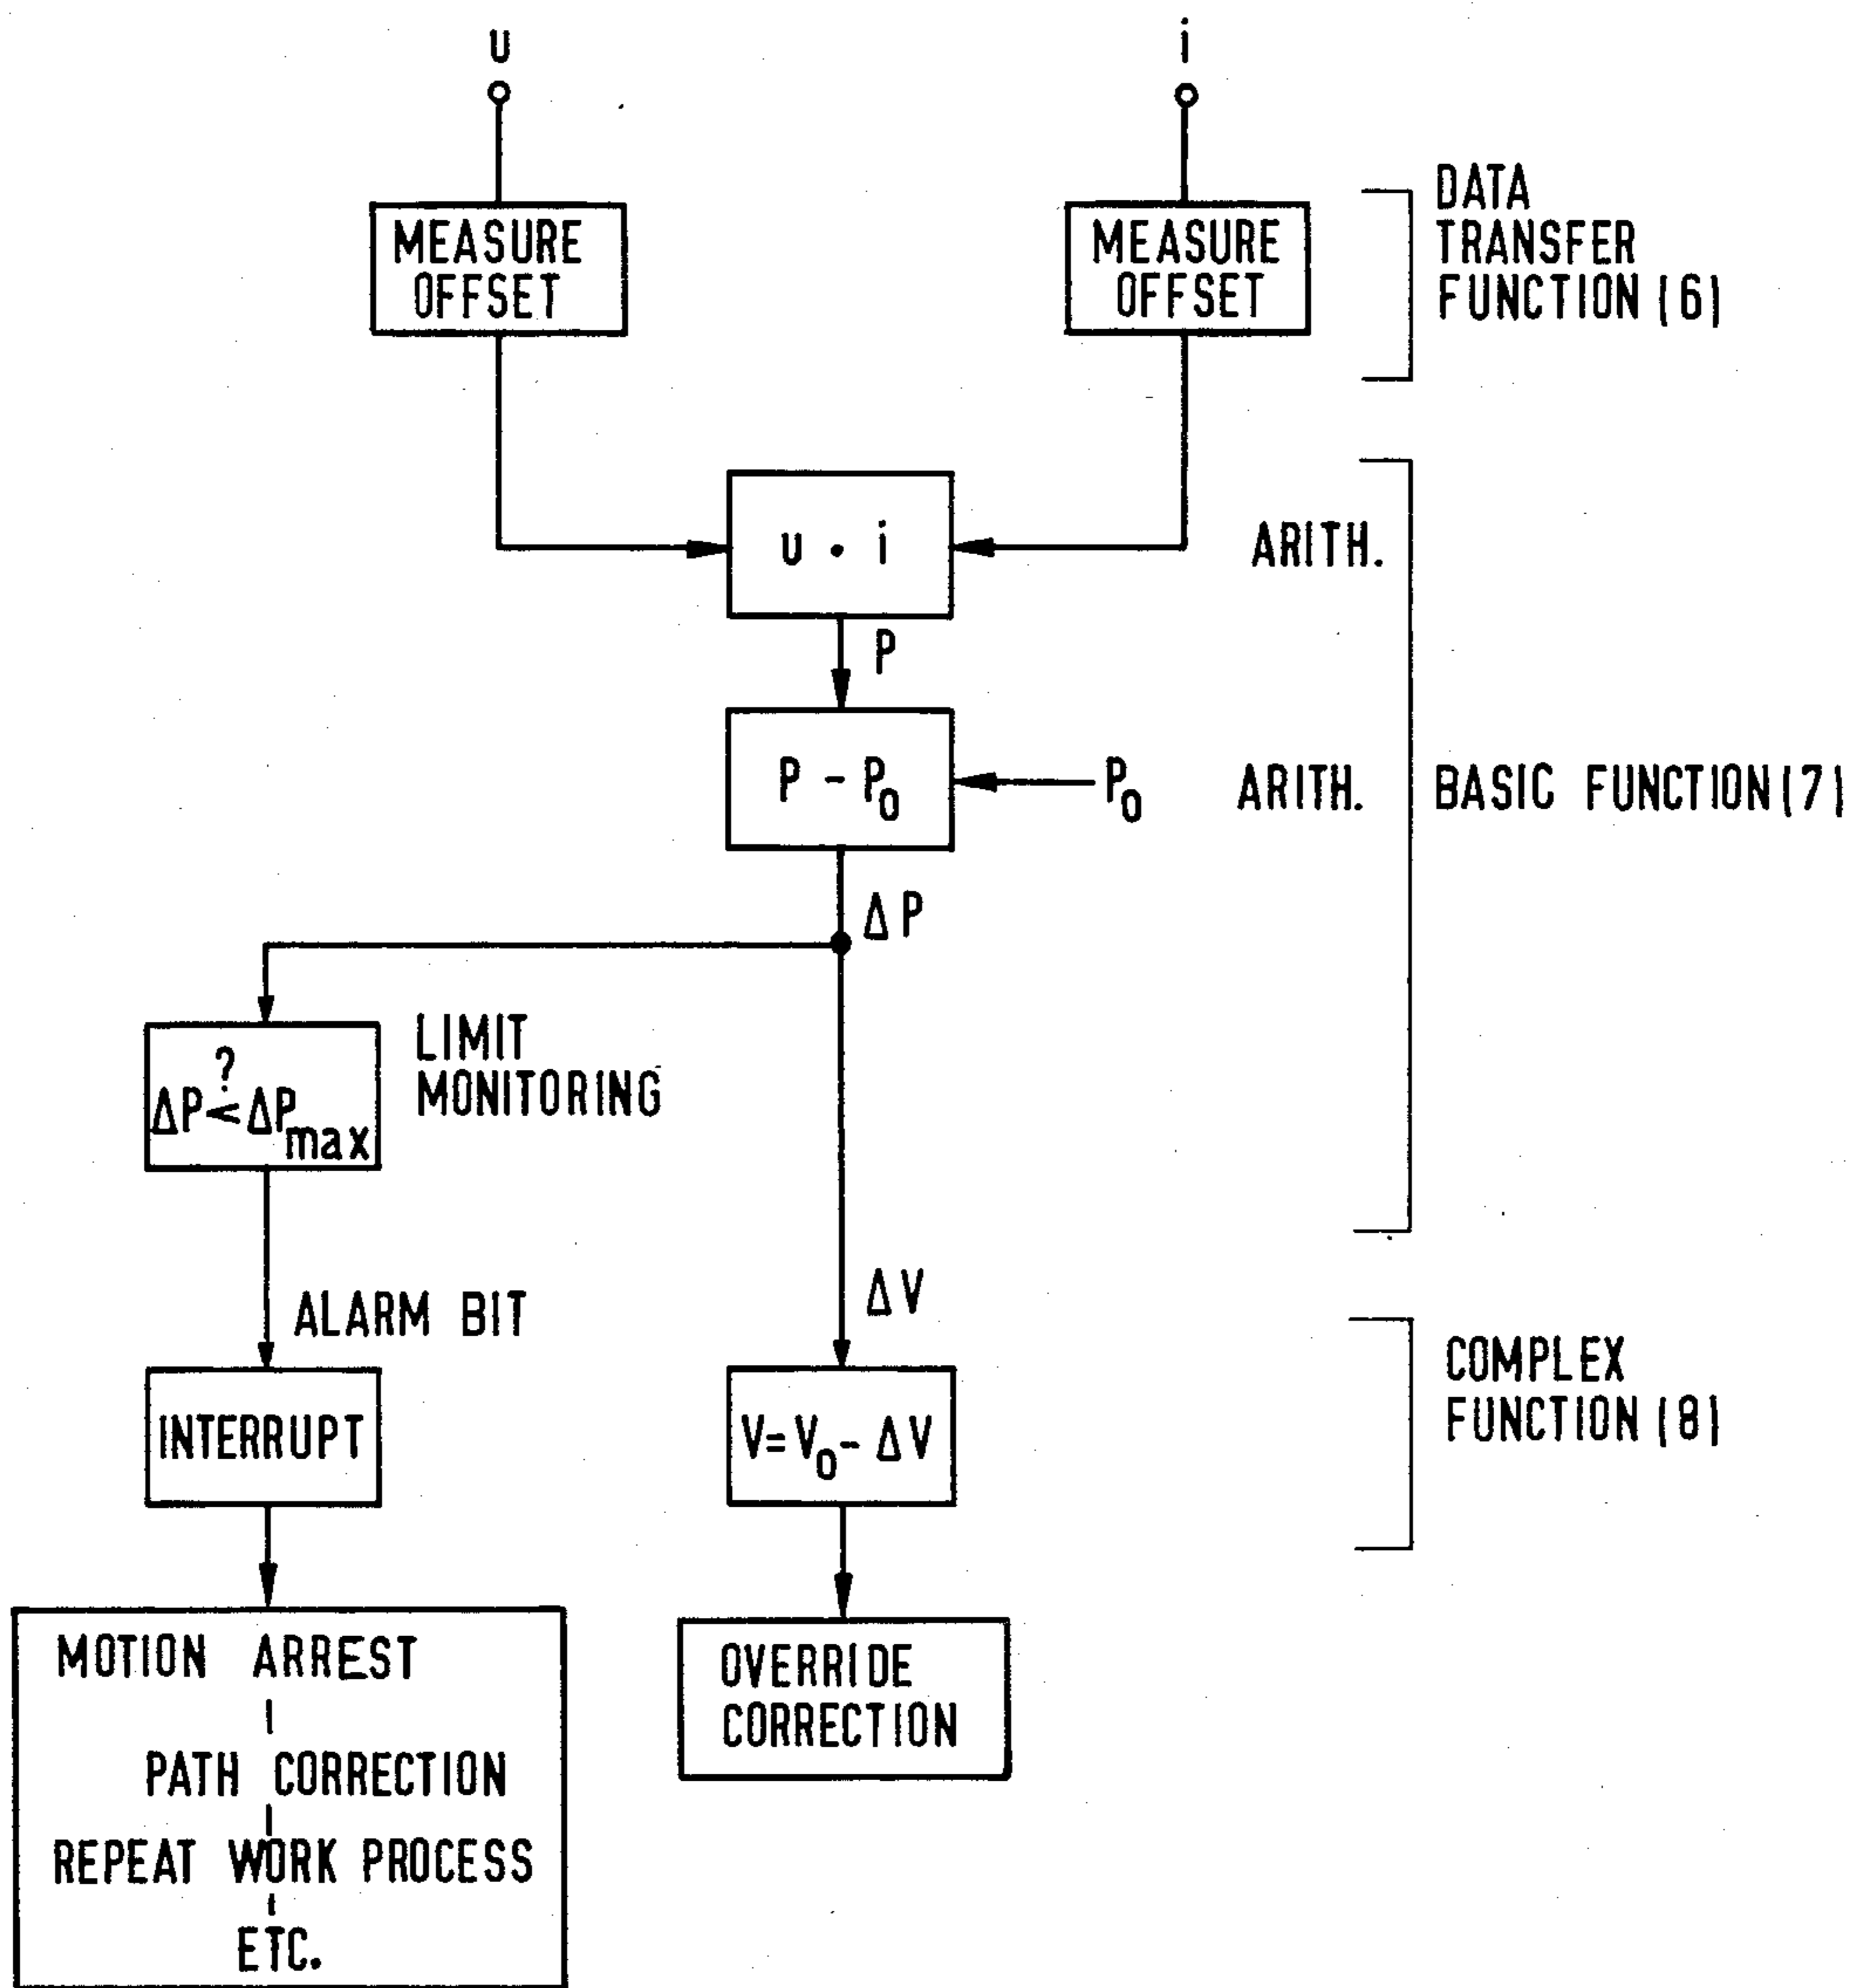 u
i
MEASURE
OFFSET
MEASURE
OFFSET
DATA
TRANSFER
FUNCTION (6)
u • i
ARITH.
P
P - P₀
P₀
ARITH.
BASIC FUNCTION (7)
ΔP
?
ΔP < ΔPmax
LIMIT
MONITORING
ALARM BIT
ΔV
INTERRUPT
V=V₀- ΔV
COMPLEX
FUNCTION (8)
MOTION ARREST
PATH CORRECTION
REPEAT WORK PROCESS
ETC.
OVERRIDE
CORRECTION